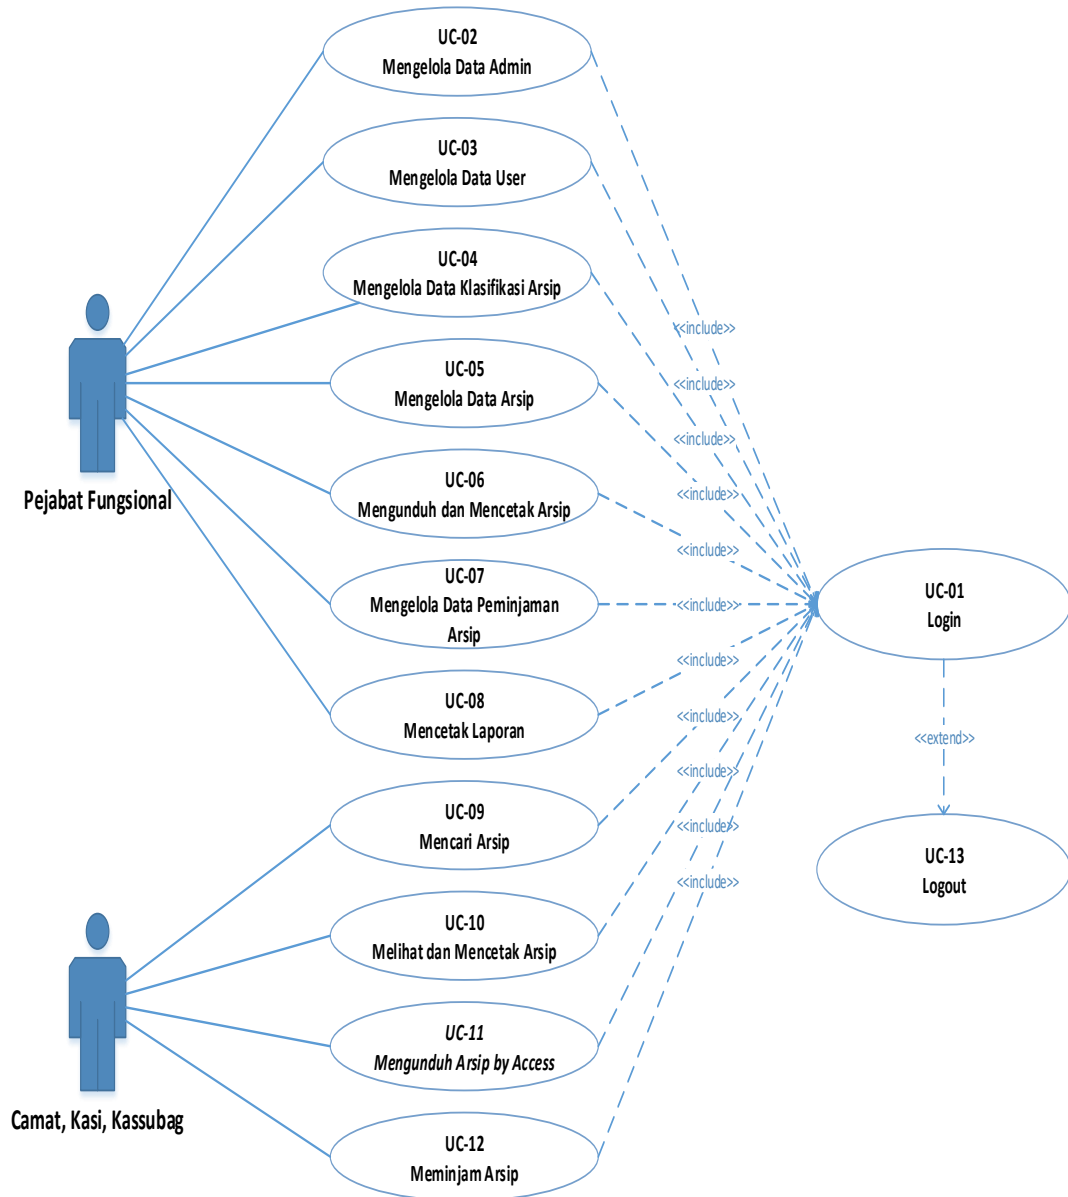 UC-02
Mengelola Data Admin
UC-03
Mengelola Data User
UC-04
Mengelola Data Klasifikasi Arsip
<<include>>
UC-05
Mengelola Data Arsip
<<include>>
<<include>>
Pejabat Fungsional
UC-06
Mengunduh dan Mencetak Arsip
<<include>>
<<include>>
UC-07
Mengelola Data Peminjaman
Arsip
<<include>>
UC-01
Login
<<include>>
UC-08
Mencetak Laporan
<<include>>
<<extend>>
<<include>>
UC-09
Mencari Arsip
<<include>>
UC-13
Logout
<<include>>
UC-10
Melihat dan Mencetak Arsip
UC-11
Mengunduh Arsip by Access
Camat, Kasi, Kassubag
UC-12
Meminjam Arsip